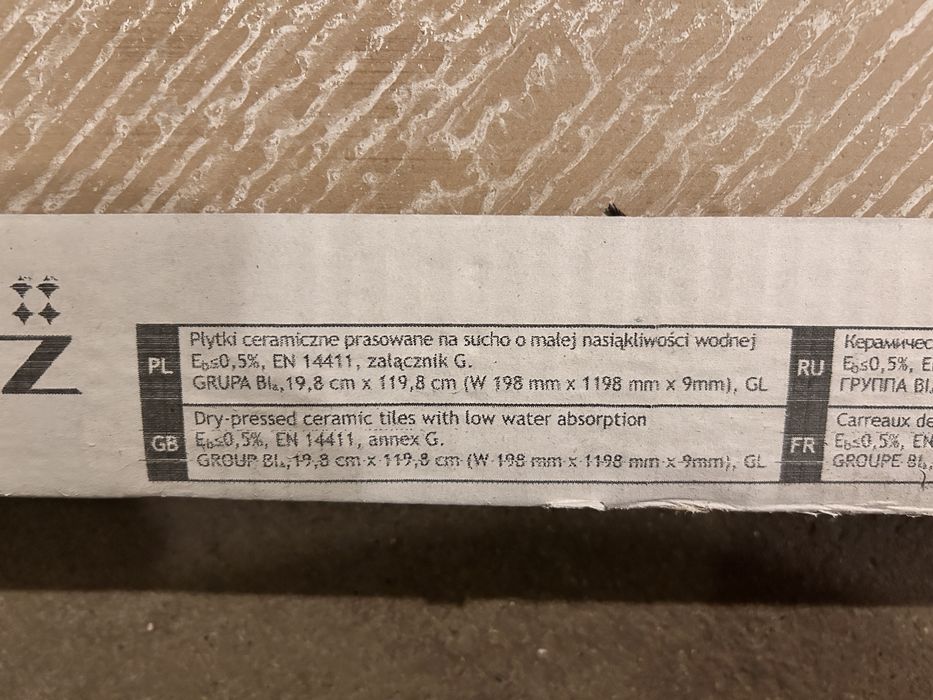 Z
PL
Płytki ceramiczne prasowane na sucho o małej nasiąkliwości wodnej
Eb≤0,5%, EN 14411, załącznik G.
GRUPA BIa,19,8 cm x 119,8 cm (W 198 mm x 1198 mm x 9mm), GL
GB
Dry-pressed ceramic tiles with low water absorption
Eb≤0,5%, EN 14411, annex G.
GROUP BIa,19,8 cm x 119,8 cm (W 198 mm x 1198 mm x 9mm), GL
RU
Eb≤0,5%,
ГРУППА
FR
Carreaux de
Eb≤0,5%, EN
GROUPE BIa,